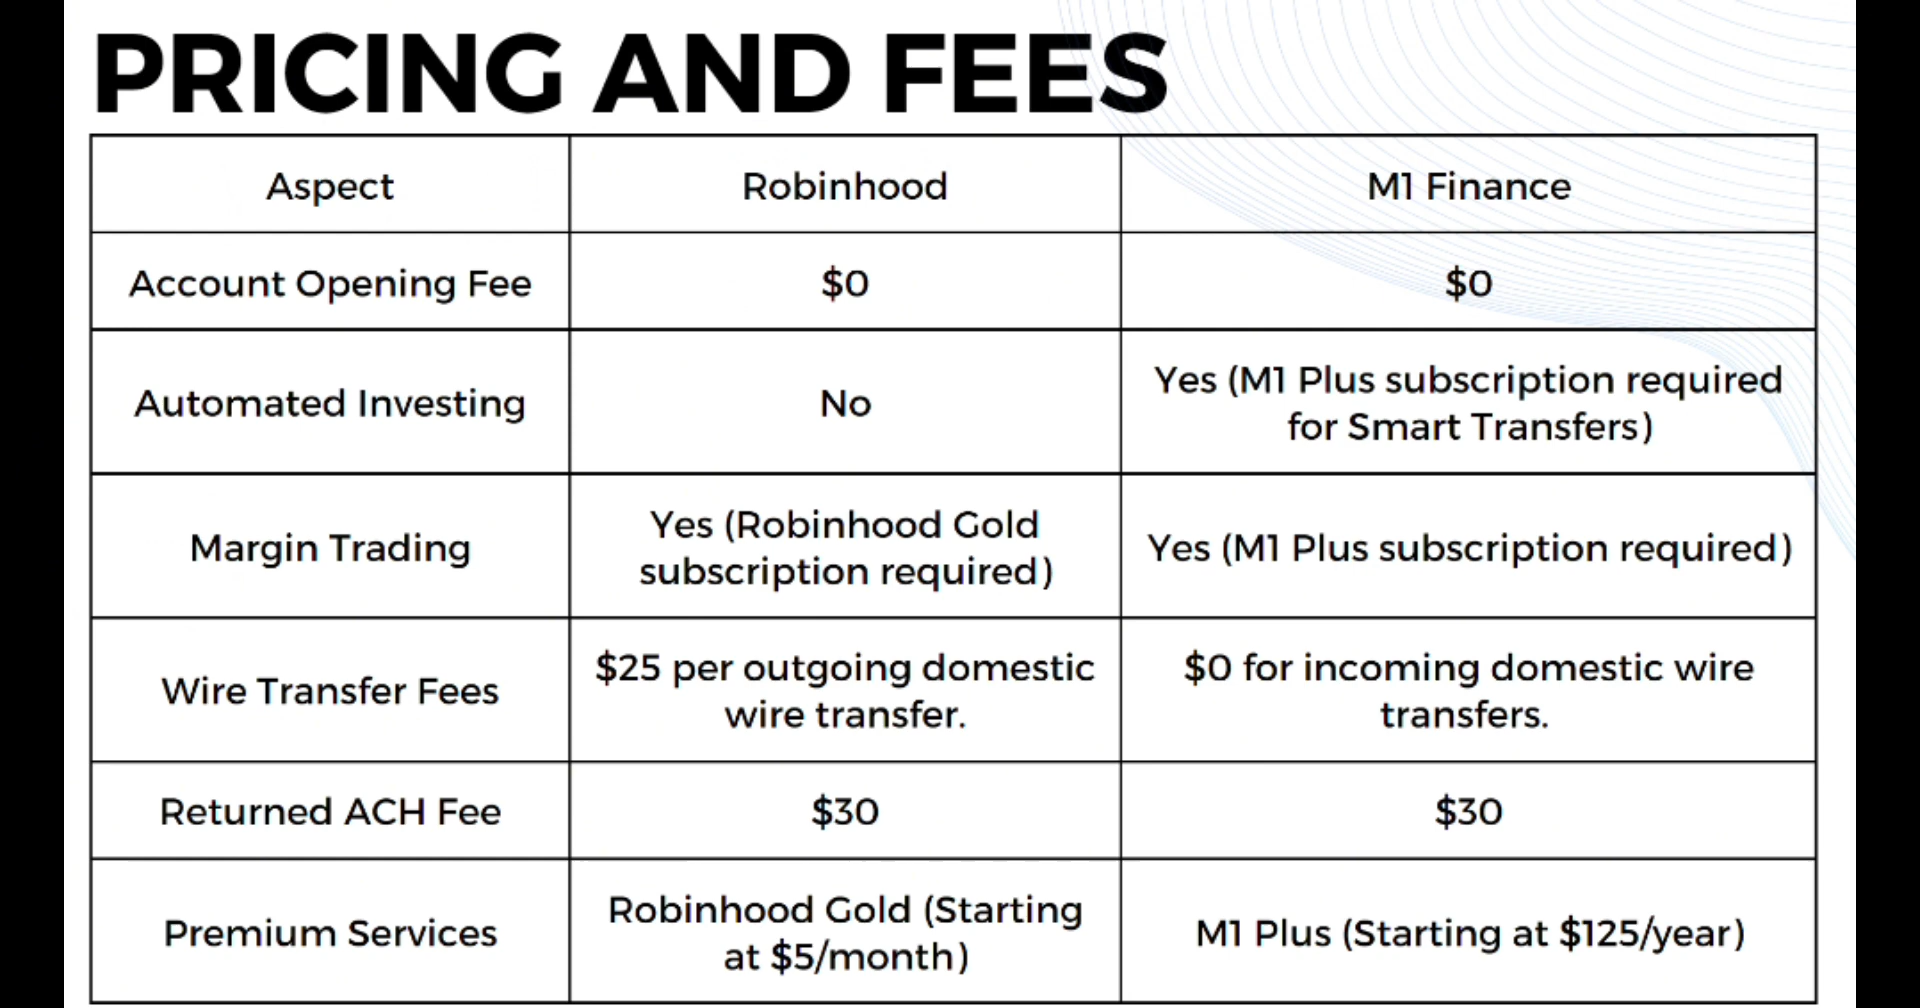 PRICING AND FEES
Aspect
Robinhood
M1 Finance
Account Opening Fee
$0
$0
Automated Investing
No
Yes (M1 Plus subscription required
for Smart Transfers)
Margin Trading
Yes (Robinhood Gold
subscription required)
Yes (M1 Plus subscription required)
Wire Transfer Fees
$25 per outgoing domestic
wire transfer.
$0 for incoming domestic wire
transfers.
Returned ACH Fee
$30
$30
Premium Services
Robinhood Gold (Starting
at $5/month)
M1 Plus (Starting at $125/year)